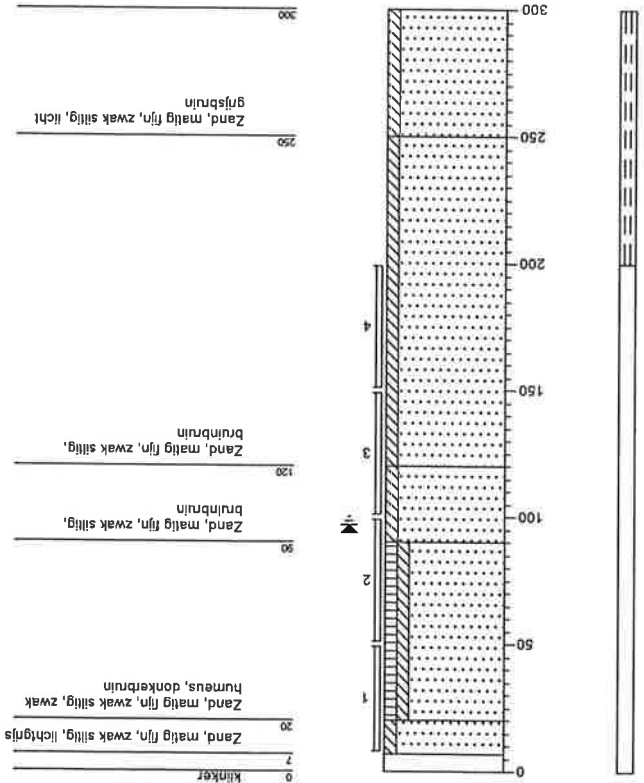 0
klinker
7
Zand, matig fijn, zwak siltig, lichtgrijs
20
Zand, matig fijn, zwak siltig, zwak
humeus, donkerbruin
90
Zand, matig fijn, zwak siltig,
bruinbruin
120
Zand, matig fijn, zwak siltig,
bruinbruin
250
Zand, matig fijn, zwak siltig, licht
grijsbruin
300
1
2
3
4
0
50
100
150
200
250
300